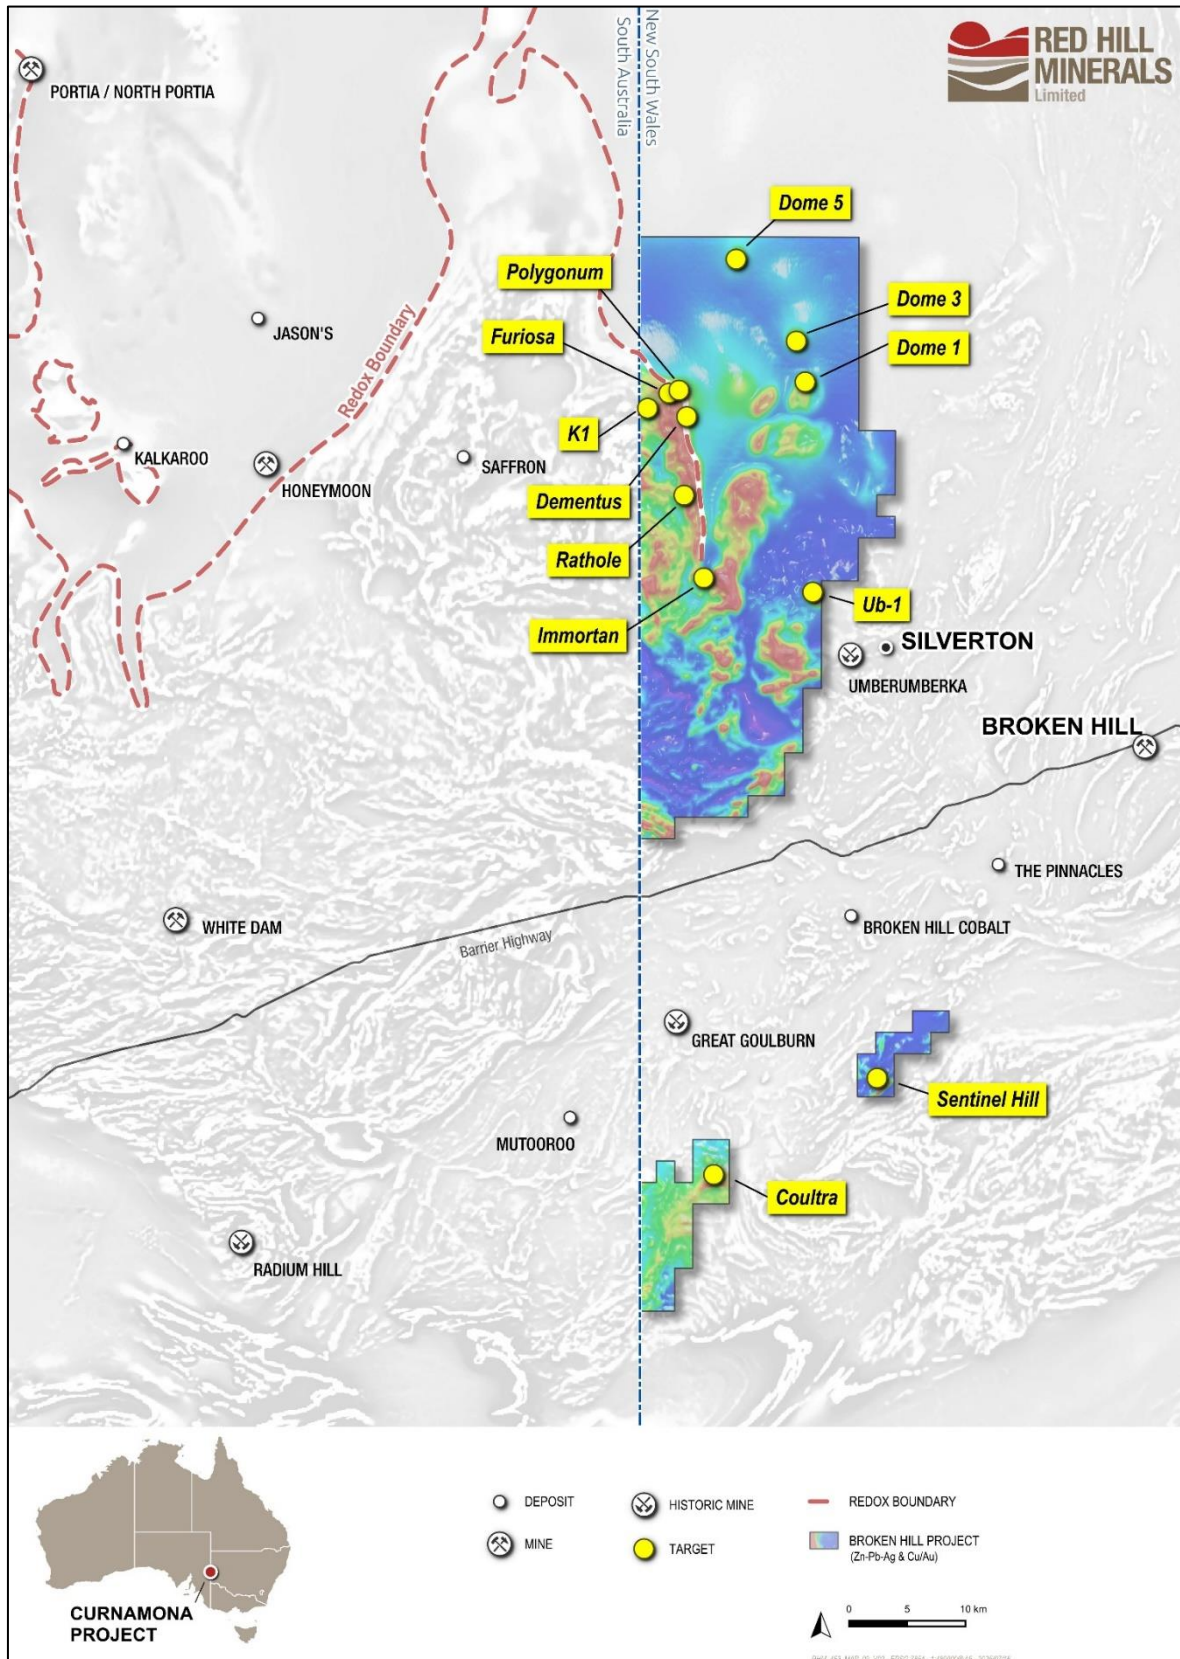 RED HILL
MINERALS
Limited
South Australia
New South Wales
PORTIA / NORTH PORTIA
Dome 5
Polygonum
Dome 3
Furiosa
JASON'S
Dome 1
Redox Boundary
K1
KALKAROO
SAFFRON
HONEYMOON
Dementus
Rathole
Ub-1
Immortan
SILVERTON
UMBERUMBERKA
BROKEN HILL
THE PINNACLES
WHITE DAM
BROKEN HILL COBALT
Barrier Highway
GREAT GOULBURN
Sentinel Hill
MUTOOROO
Coultra
RADIUM HILL
CURNAMONA
PROJECT
DEPOSIT
HISTORIC MINE
REDOX BOUNDARY
MINE
TARGET
BROKEN HILL PROJECT
(Zn-Pb-Ag & Cu/Au)
0 5 10 km